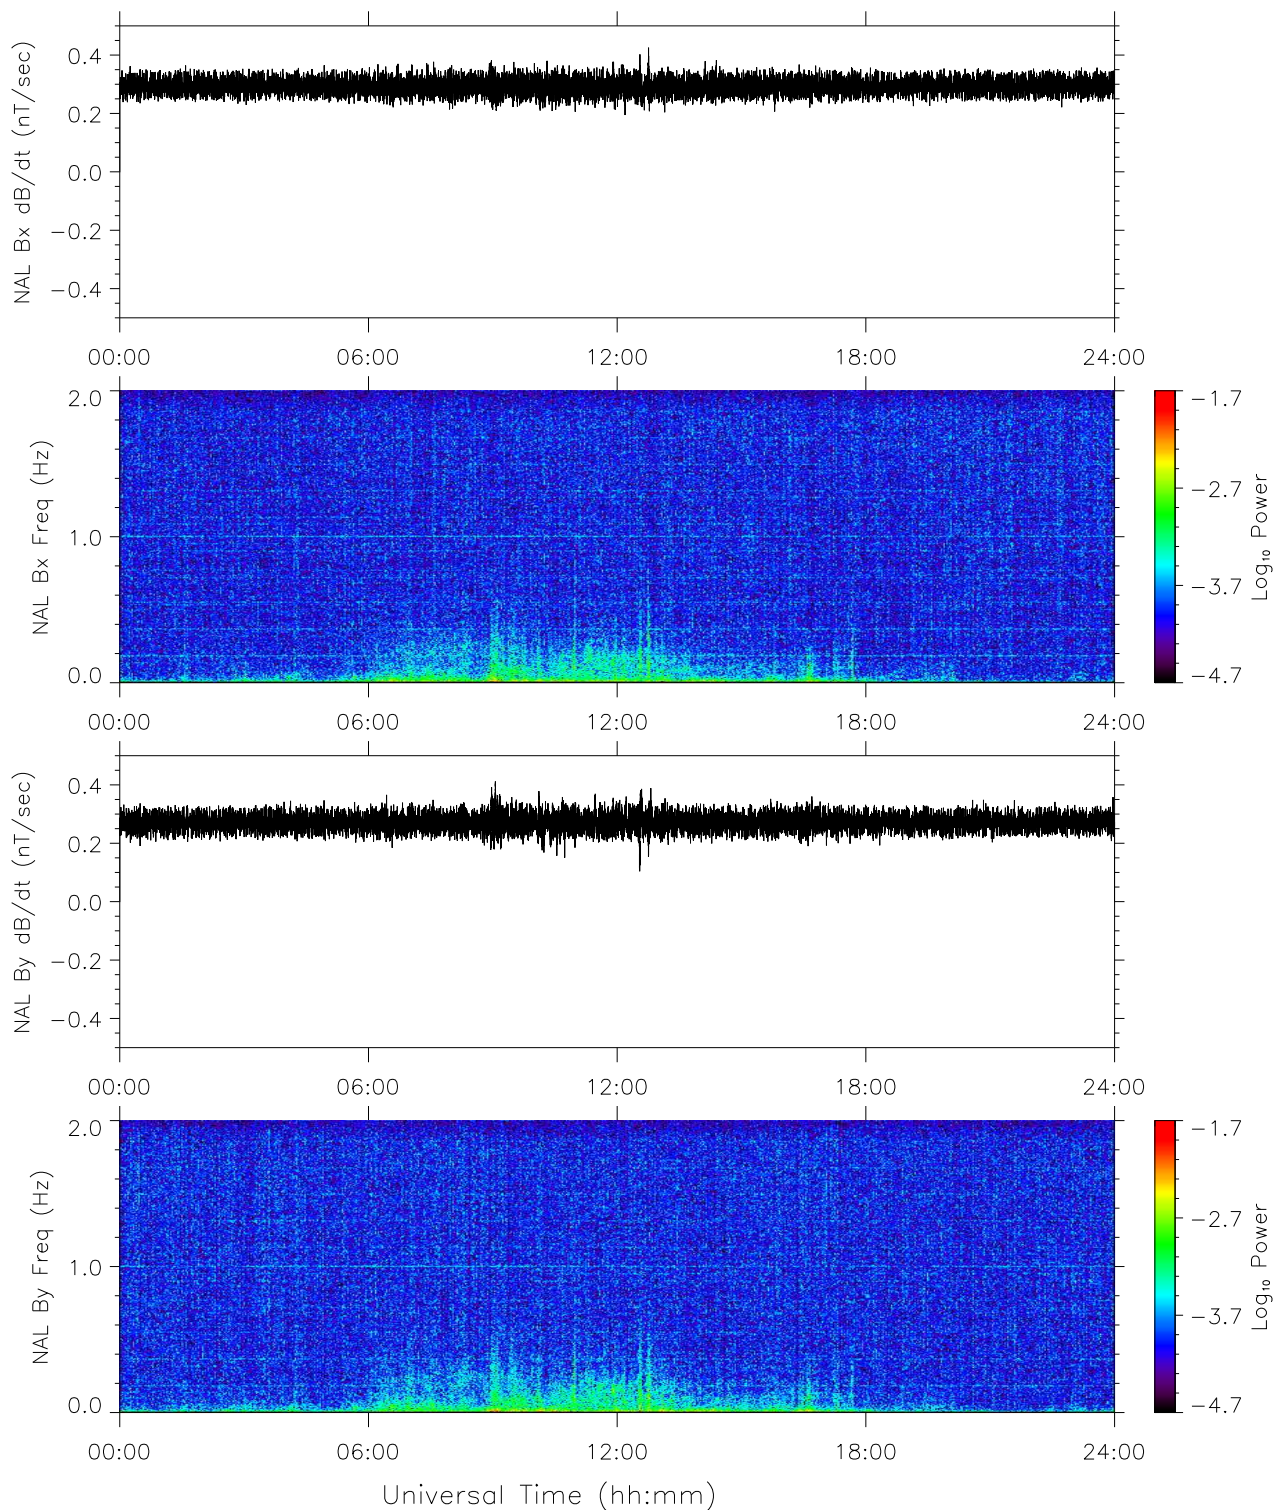 NAL Bx dB/dt (nT/sec)
0.4
0.2
0.0
−0.2
−0.4
00:00 06:00 12:00 18:00 24:00
NAL Bx Freq (Hz)
2.0
1.0
0.0
−1.7
−2.7
−3.7
−4.7
Log₁₀ Power
00:00 06:00 12:00 18:00 24:00
NAL By dB/dt (nT/sec)
0.4
0.2
0.0
−0.2
−0.4
00:00 06:00 12:00 18:00 24:00
NAL By Freq (Hz)
2.0
1.0
0.0
−1.7
−2.7
−3.7
−4.7
Log₁₀ Power
00:00 06:00 12:00 18:00 24:00
Universal Time (hh:mm)